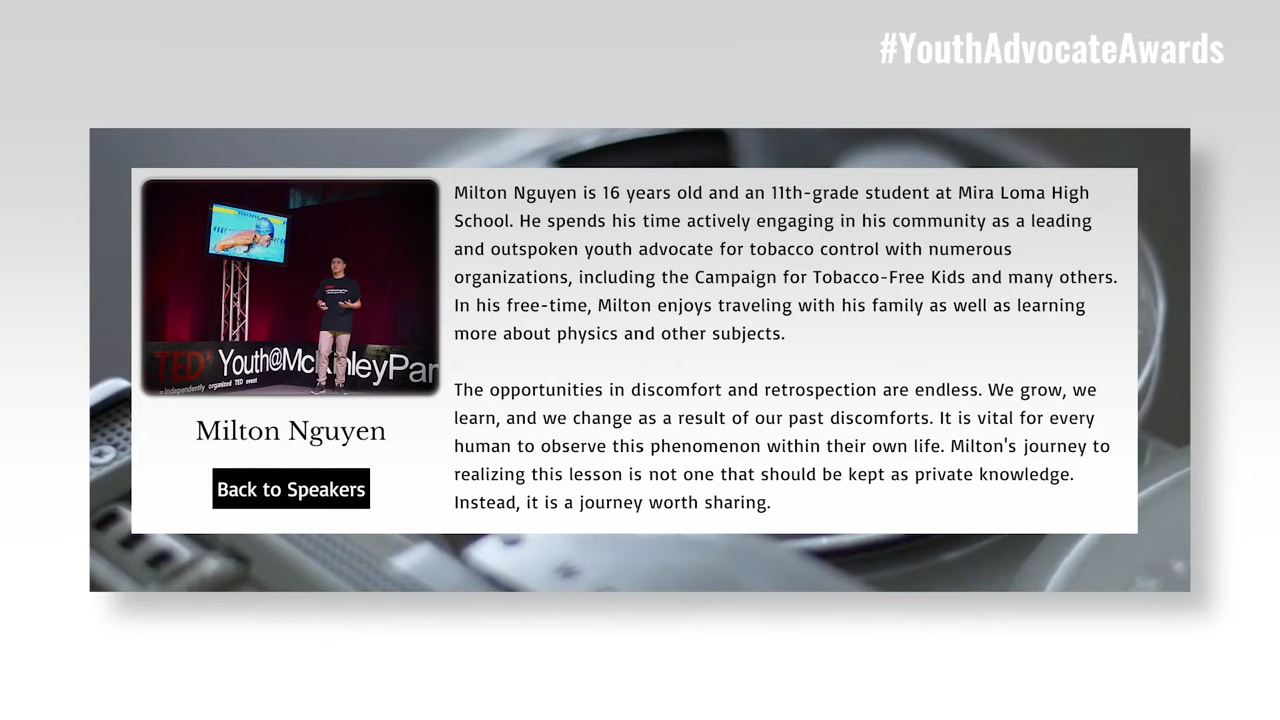 #YouthAdvocateAwards
Milton Nguyen is 16 years old and an 11th-grade student at Mira Loma High
School. He spends his time actively engaging in his community as a leading
and outspoken youth advocate for tobacco control with numerous
organizations, including the Campaign for Tobacco-Free Kids and many others.
In his free-time, Milton enjoys traveling with his family as well as learning
more about physics and other subjects.
The opportunities in discomfort and retrospection are endless. We grow, we
learn, and we change as a result of our past discomforts. It is vital for every
human to observe this phenomenon within their own life. Milton's journey to
realizing this lesson is not one that should be kept as private knowledge.
Instead, it is a journey worth sharing.
TEDx Youth@McKinleyPar
independently organized TED event
Milton Nguyen
Back to Speakers